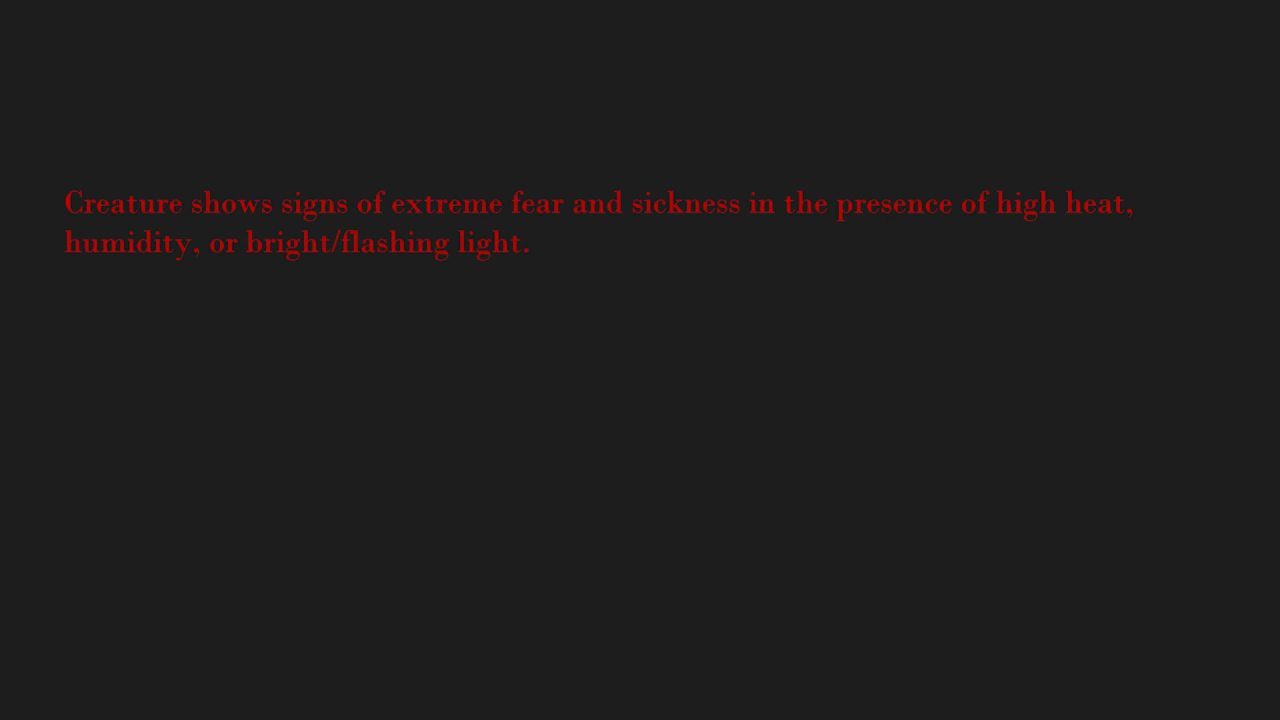 Creature shows signs of extreme fear and sickness in the presence of high heat,
humidity, or bright/flashing light.